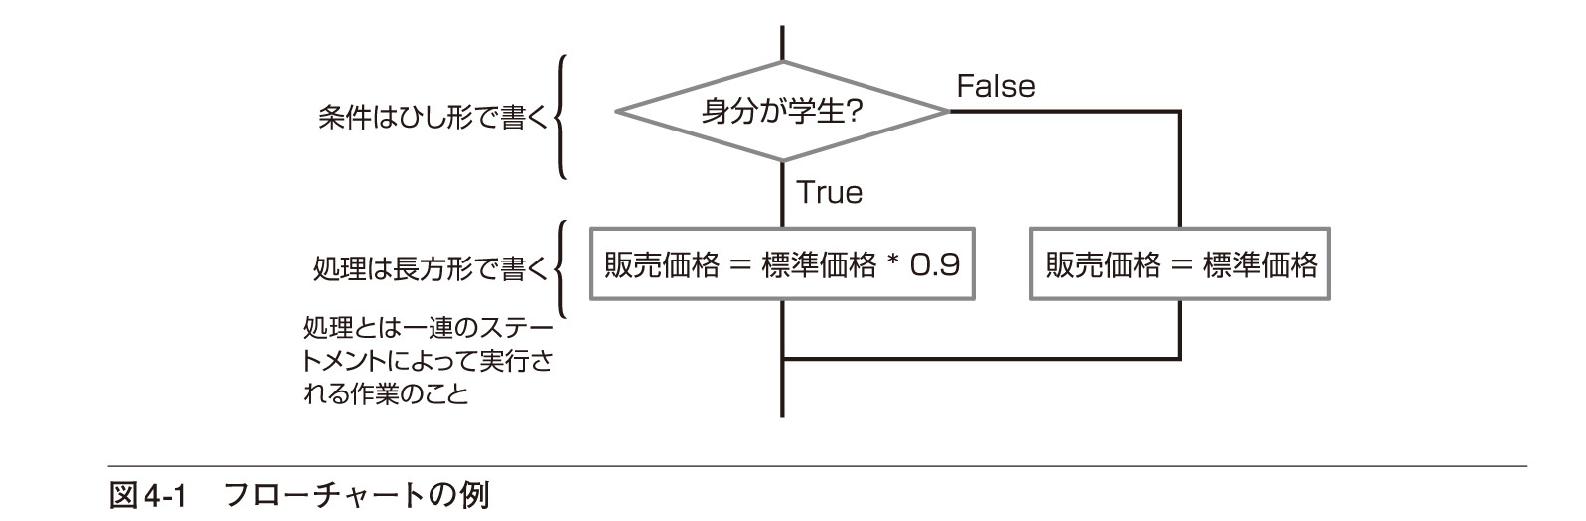 False
身分が学生?
条件はひし形で書く
True
販売価格 = 標準価格 * 0.9
販売価格 = 標準価格
処理は長方形で書く
処理とは一連のステー
トメントによって実行さ
れる作業のこと
図4-1 フローチャートの例